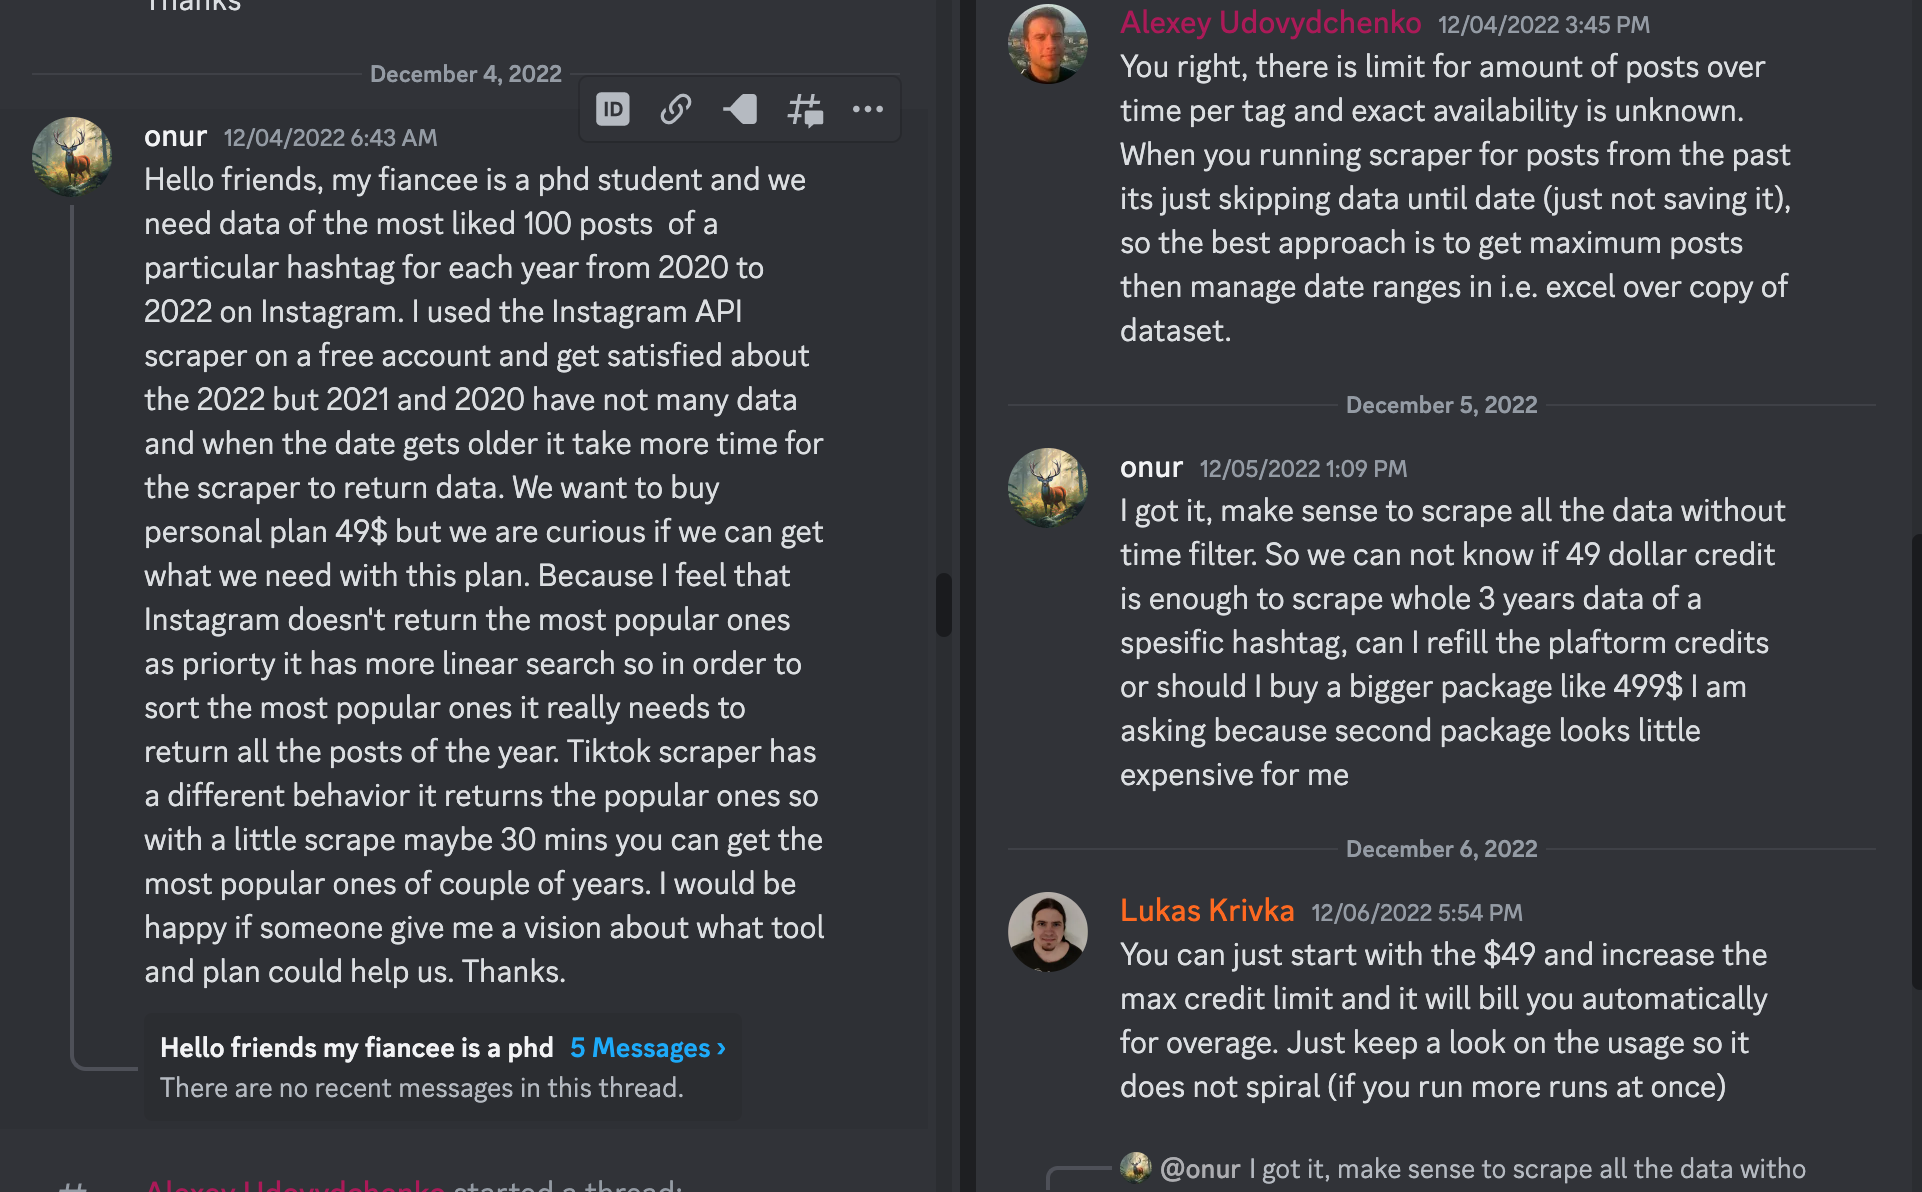 Thanks
December 4, 2022
ID
onur 12/04/2022 6:43 AM
Hello friends, my fiancee is a phd student and we
need data of the most liked 100 posts  of a
particular hashtag for each year from 2020 to
2022 on Instagram. I used the Instagram API
scraper on a free account and get satisfied about
the 2022 but 2021 and 2020 have not many data
and when the date gets older it take more time for
the scraper to return data. We want to buy
personal plan 49$ but we are curious if we can get
what we need with this plan. Because I feel that
Instagram doesn't return the most popular ones
as priorty it has more linear search so in order to
sort the most popular ones it really needs to
return all the posts of the year. Tiktok scraper has
a different behavior it returns the popular ones so
with a little scrape maybe 30 mins you can get the
most popular ones of couple of years. I would be
happy if someone give me a vision about what tool
and plan could help us. Thanks.
Hello friends my fiancee is a phd 5 Messages ›
There are no recent messages in this thread.
Alexey Udovydchenko started a thread:
Alexey Udovydchenko 12/04/2022 3:45 PM
You right, there is limit for amount of posts over
time per tag and exact availability is unknown.
When you running scraper for posts from the past
its just skipping data until date (just not saving it),
so the best approach is to get maximum posts
then manage date ranges in i.e. excel over copy of
dataset.
December 5, 2022
onur 12/05/2022 1:09 PM
I got it, make sense to scrape all the data without
time filter. So we can not know if 49 dollar credit
is enough to scrape whole 3 years data of a
spesific hashtag, can I refill the plaftorm credits
or should I buy a bigger package like 499$ I am
asking because second package looks little
expensive for me
December 6, 2022
Lukas Krivka 12/06/2022 5:54 PM
You can just start with the $49 and increase the
max credit limit and it will bill you automatically
for overage. Just keep a look on the usage so it
does not spiral (if you run more runs at once)
@onur I got it, make sense to scrape all the data witho